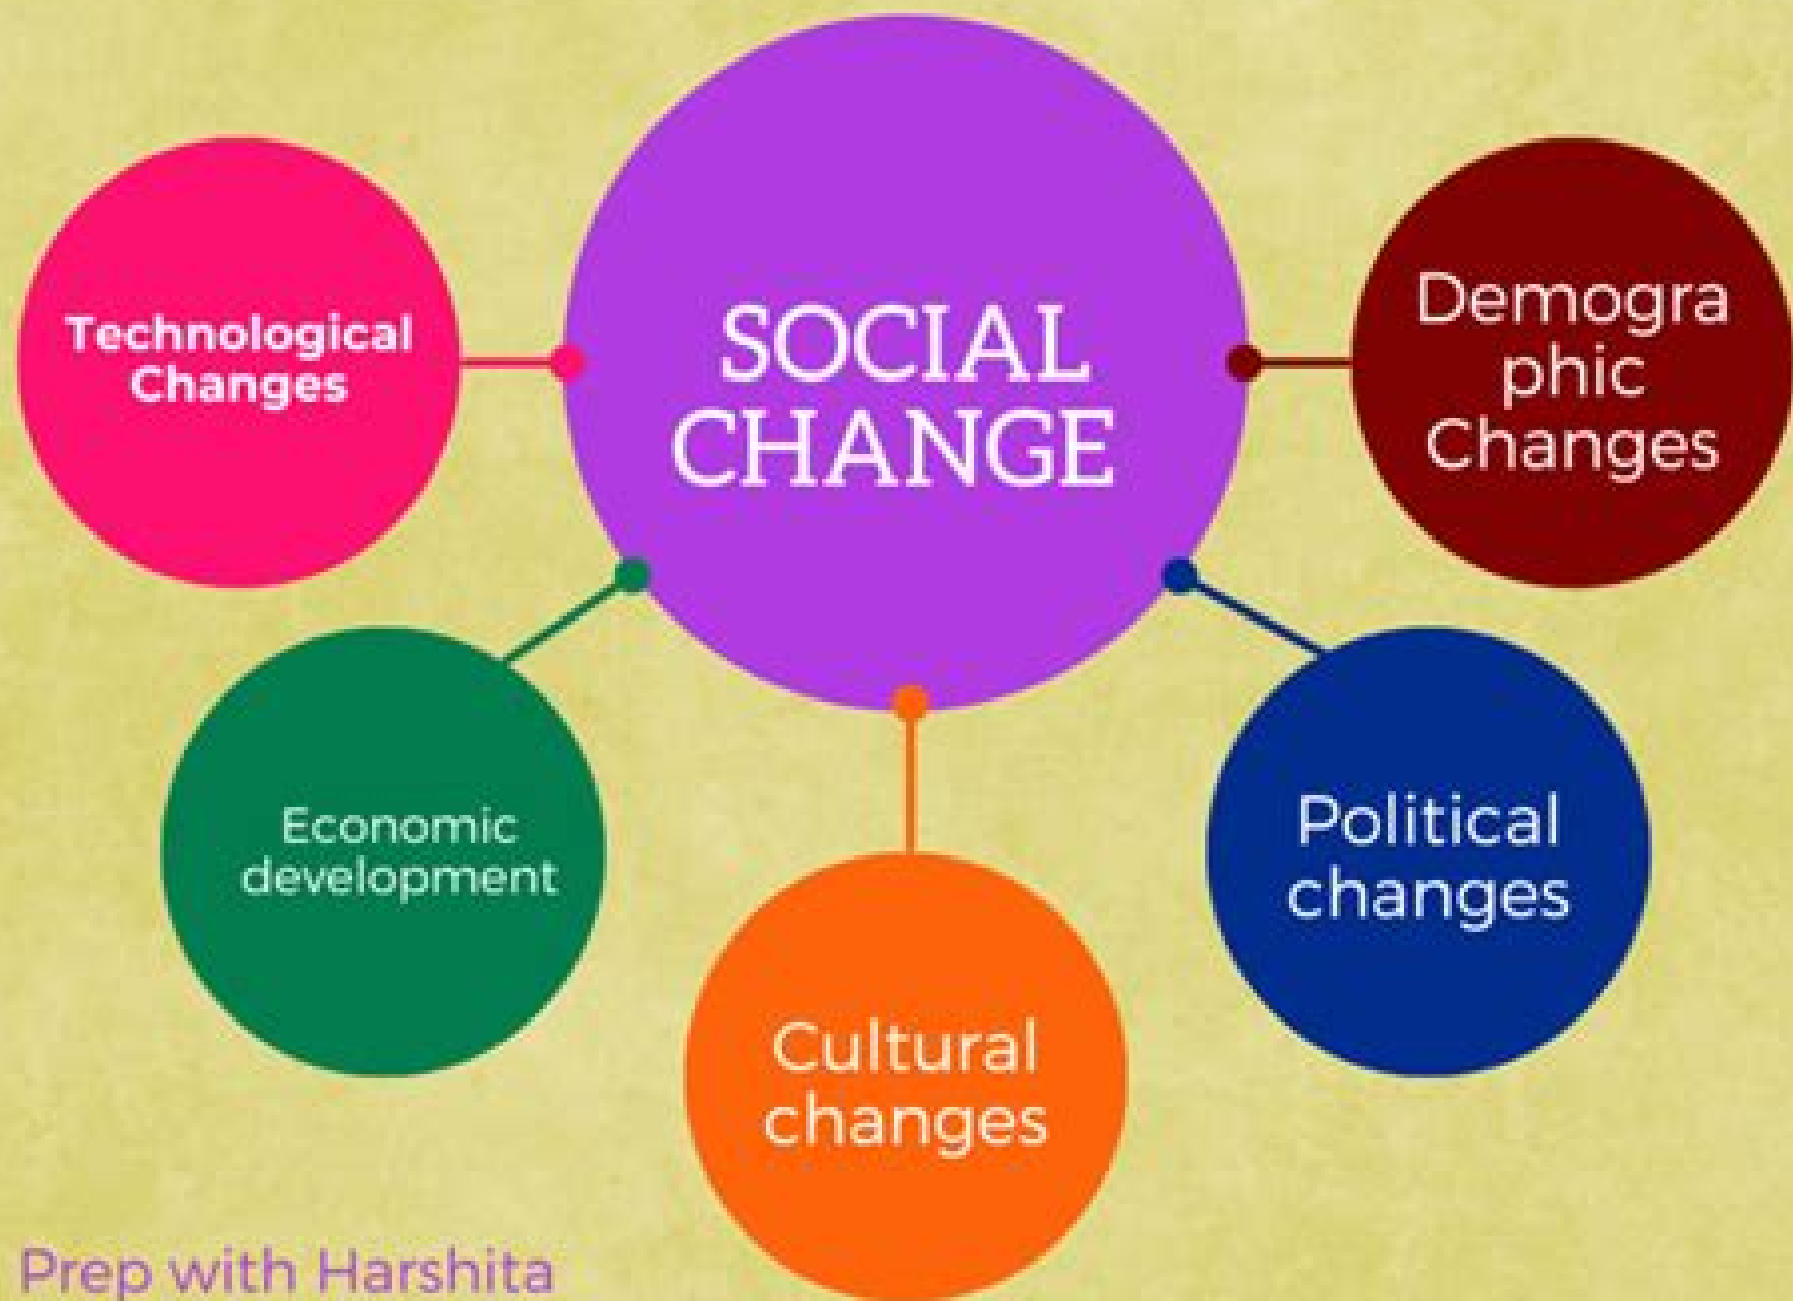 SOCIAL
CHANGE
Technological
Changes
Economic
development
Cultural
changes
Political
changes
Demogra
phic
Changes
Prep with Harshita